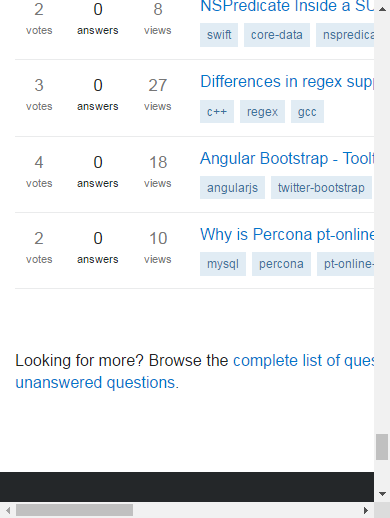 2 0 8 NSPredicate Inside a SU
votes answers views
swift core-data nspredica
3 0 27 Differences in regex supp
votes answers views
c++ regex gcc
4 0 18 Angular Bootstrap - Toolt
votes answers views
angularjs twitter-bootstrap
2 0 10 Why is Percona pt-online
votes answers views
mysql percona pt-online-
Looking for more? Browse the complete list of ques
unanswered questions.